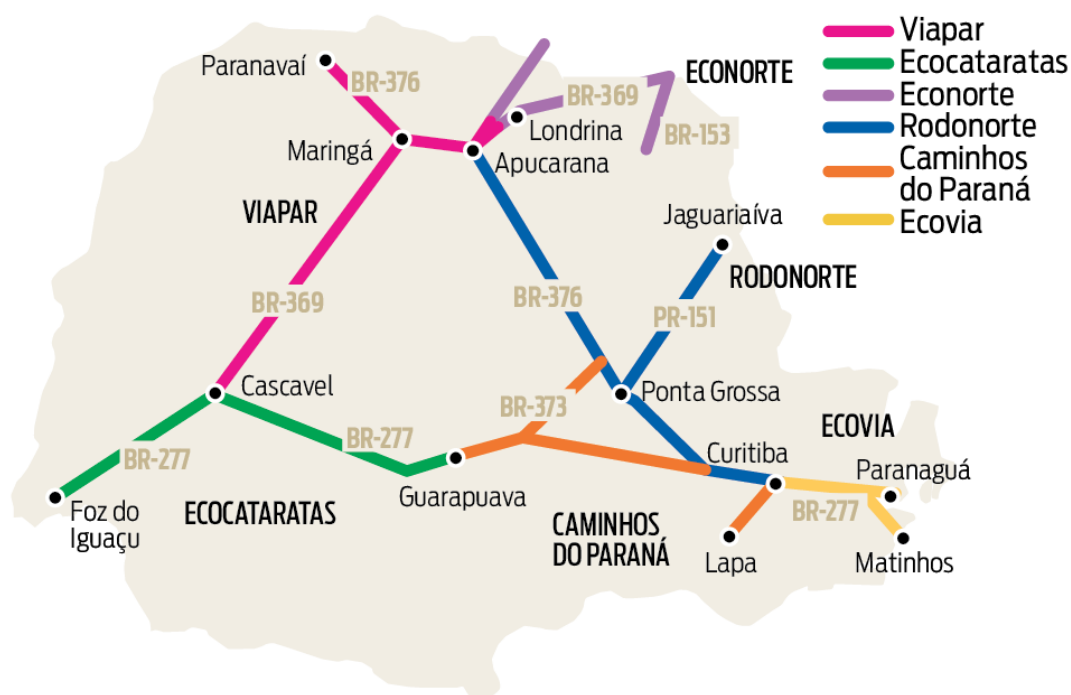 Viapar
Ecocataratas
Econorte
Rodonorte
Caminhos
do Paraná
Ecovia
Paranavaí
BR-376
ECONORTE
BR-369
Londrina
BR-153
Maringá
Apucarana
VIAPAR
Jaguariaíva
RODONORTE
BR-369
BR-376
PR-151
Cascavel
Ponta Grossa
BR-373
ECOVIA
BR-277
BR-277
Curitiba
Paranaguá
Guarapuava
BR-277
Foz do
Iguaçu
ECOCATARATAS
CAMINHOS
DO PARANÁ
Lapa
Matinhos